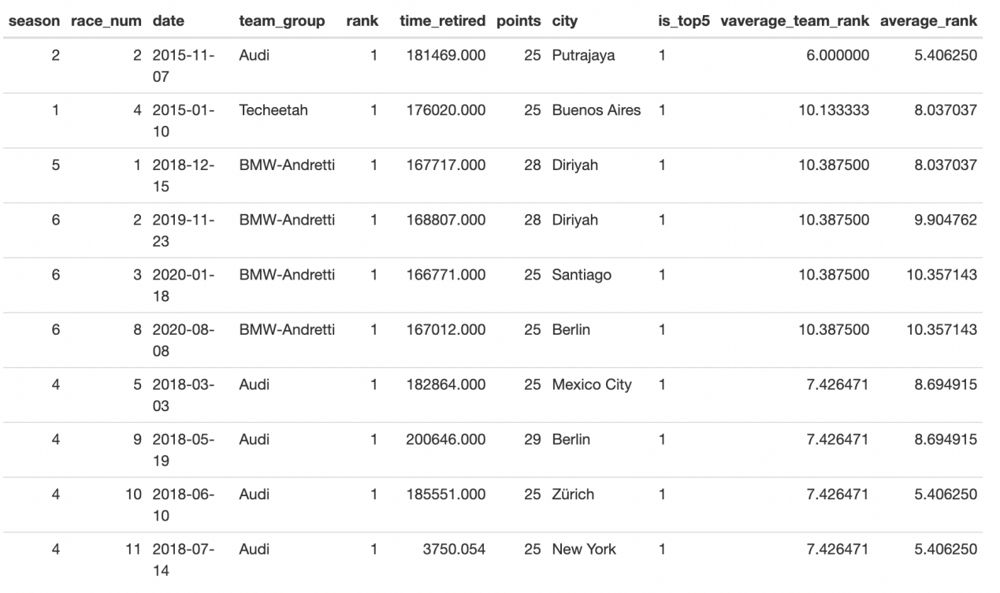 season race_num date team_group rank time_retired points city is_top5 vaverage_team_rank average_rank
2 2 2015-11- Audi 1 181469.000 25 Putrajaya 1 6.000000 5.406250
07
1 4 2015-01- Techeetah 1 176020.000 25 Buenos Aires 1 10.133333 8.037037
10
5 1 2018-12- BMW-Andretti 1 167717.000 28 Diriyah 1 10.387500 8.037037
15
6 2 2019-11- BMW-Andretti 1 168807.000 28 Diriyah 1 10.387500 9.904762
23
6 3 2020-01- BMW-Andretti 1 166771.000 25 Santiago 1 10.387500 10.357143
18
6 8 2020-08- BMW-Andretti 1 167012.000 25 Berlin 1 10.387500 10.357143
08
4 5 2018-03- Audi 1 182864.000 25 Mexico City 1 7.426471 8.694915
03
4 9 2018-05- Audi 1 200646.000 29 Berlin 1 7.426471 8.694915
19
4 10 2018-06- Audi 1 185551.000 25 Zürich 1 7.426471 5.406250
10
4 11 2018-07- Audi 1 3750.054 25 New York 1 7.426471 5.406250
14